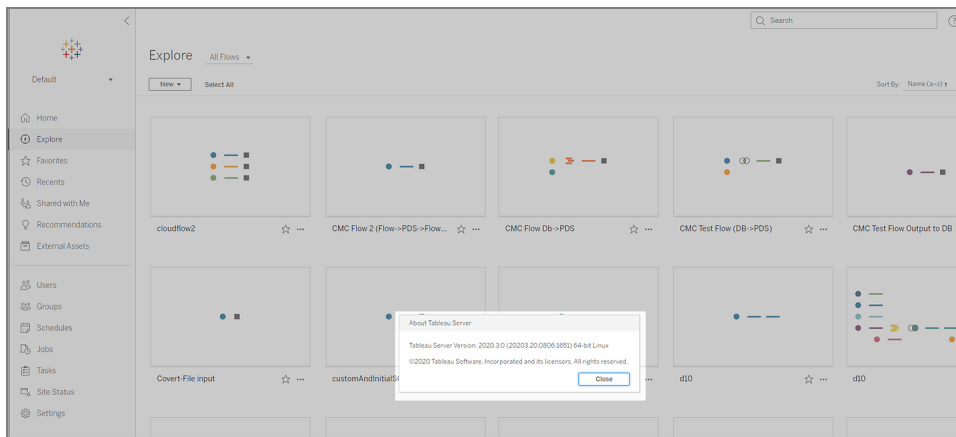 Search
Default
Explore
All Flows
New
Select All
Sort By: Name (a–z)
Home
Explore
Favorites
Recents
Shared with Me
Recommendations
External Assets
Users
Groups
Schedules
Jobs
Tasks
Site Status
Settings
cloudflow2
CMC Flow 2 (Flow->PDS->Flow...
CMC Flow Db->PDS
CMC Test Flow (DB->PDS)
CMC Test Flow Output to DB
Covert-File input
d10
d10
About Tableau Server
Tableau Server Version: 2020.3.0 (20203.20.0806.1651) 64-bit Linux
©2020 Tableau Software, Incorporated and its licensors. All rights reserved.
Close